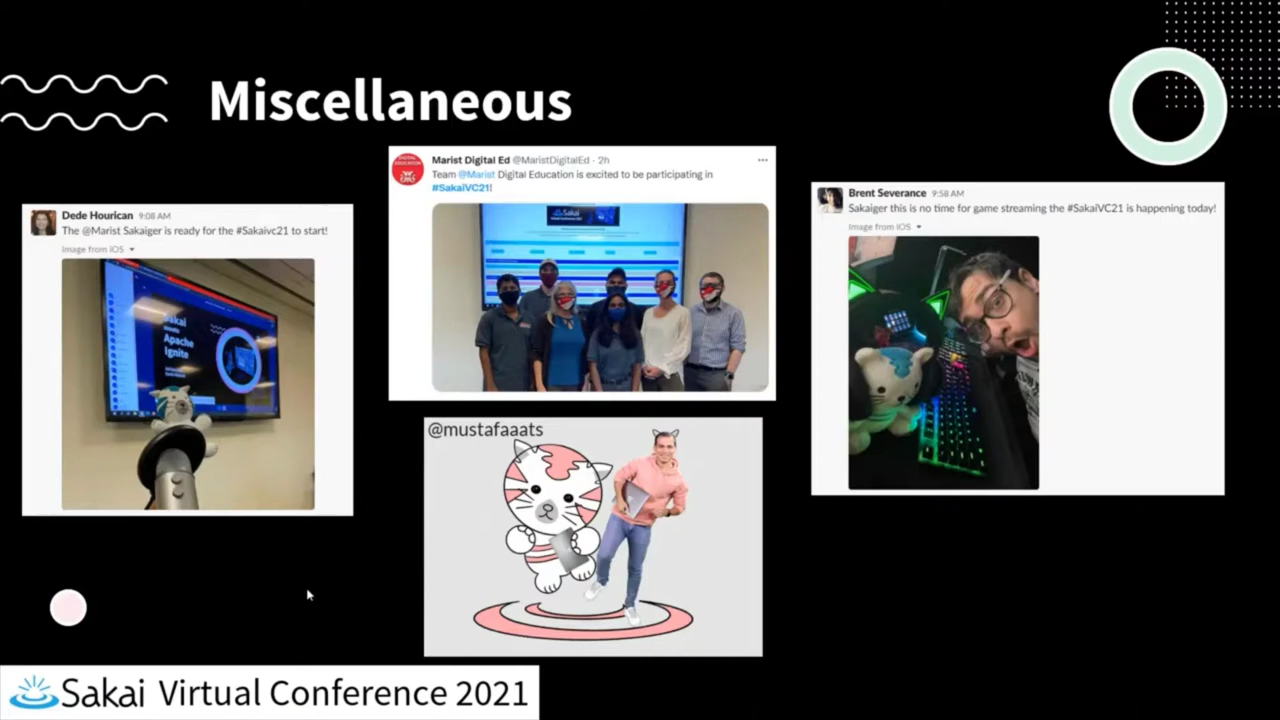 Miscellaneous
Dede Hourican 9:08 AM
The @Marist Sakaiger is ready for the #Sakaivc21 to start!
Image from iOS
Sakai
Apache
Ignite
Marist Digital Ed @MaristDigitalEd · 2h
Team @Marist Digital Education is excited to be participating in
#SakaiVC21!
DIGITAL
EDUCATION
Sakai
@mustafaaats
Brent Severance 9:58 AM
Sakaiger this is no time for game streaming the #SakaiVC21 is happening today!
Image from IOS
Sakai Virtual Conference 2021